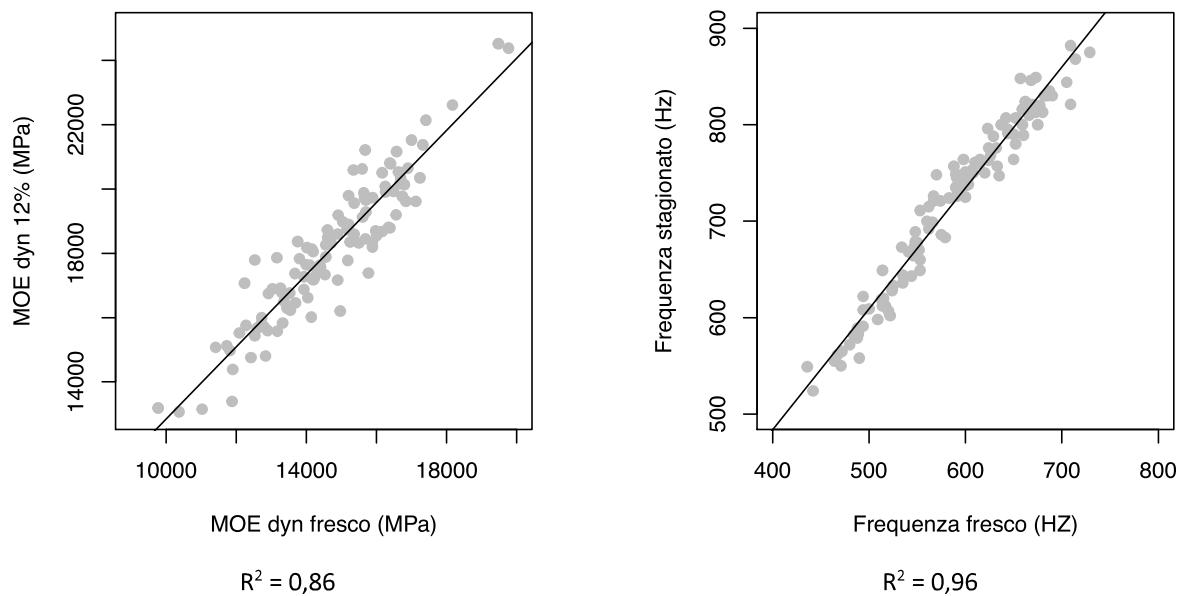 MOE dyn 12% (MPa)
22000
18000
14000
10000 14000 18000
MOE dyn fresco (MPa)
R² = 0,86
Frequenza stagionato (Hz)
900
800
700
600
500
400 500 600 700 800
Frequenza fresco (HZ)
R² = 0,96